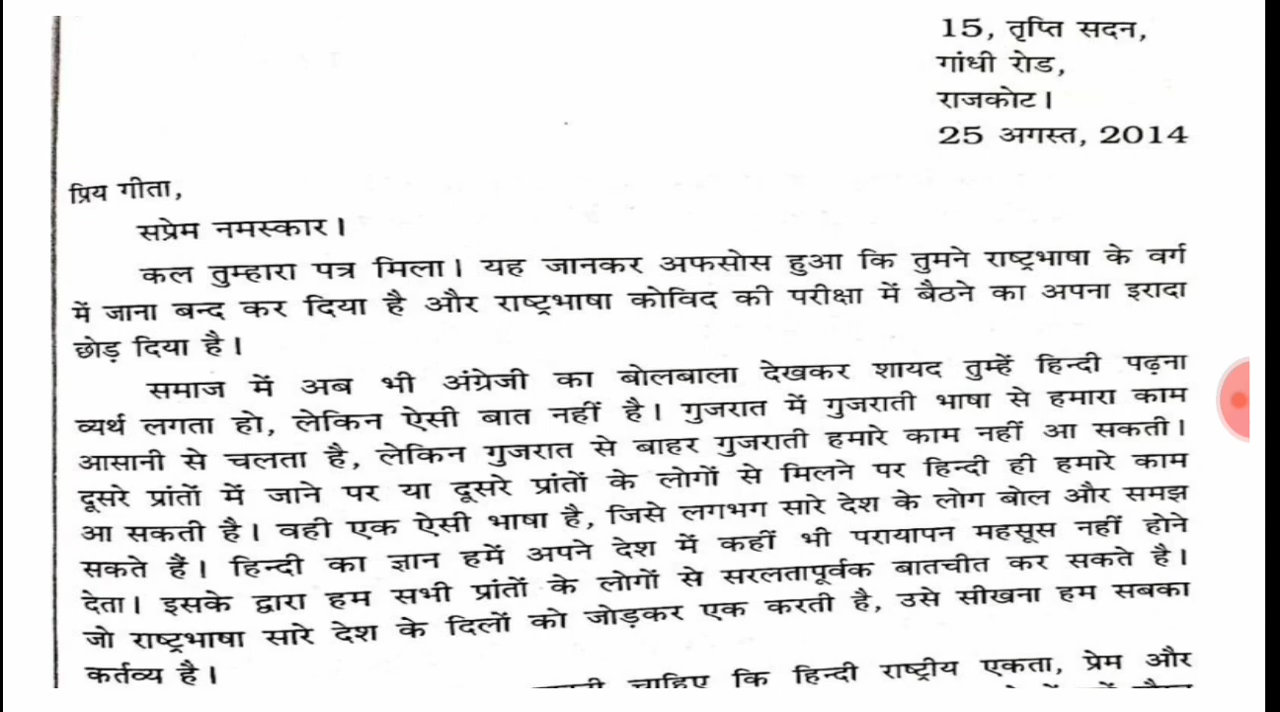 15, तृप्ति सदन,
गांधी रोड,
राजकोट।
25 अगस्त, 2014
प्रिय गीता,
सप्रेम नमस्कार।
कल तुम्हारा पत्र मिला। यह जानकर अफसोस हुआ कि तुमने राष्ट्रभाषा के वर्ग
में जाना बन्द कर दिया है और राष्ट्रभाषा कोविद की परीक्षा में बैठने का अपना इरादा
छोड़ दिया है।
समाज में अब भी अंग्रेजी का बोलबाला देखकर शायद तुम्हें हिन्दी पढ़ना
व्यर्थ लगता हो, लेकिन ऐसी बात नहीं है। गुजरात में गुजराती भाषा से हमारा काम
आसानी से चलता है, लेकिन गुजरात से बाहर गुजराती हमारे काम नहीं आ सकती।
दूसरे प्रांतों में जाने पर या दूसरे प्रांतों के लोगों से मिलने पर हिन्दी ही हमारे काम
आ सकती है। वही एक ऐसी भाषा है, जिसे लगभग सारे देश के लोग बोल और समझ
सकते हैं। हिन्दी का ज्ञान हमें अपने देश में कहीं भी परायापन महसूस नहीं होने
देता। इसके द्वारा हम सभी प्रांतों के लोगों से सरलतापूर्वक बातचीत कर सकते है।
जो राष्ट्रभाषा सारे देश के दिलों को जोड़कर एक करती है, उसे सीखना हम सबका
कर्तव्य है।
चाहिए कि हिन्दी राष्ट्रीय एकता, प्रेम और